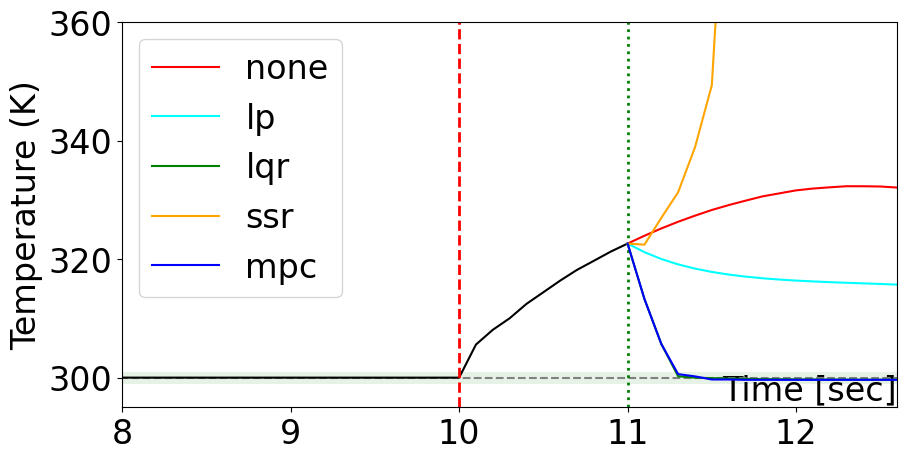 360
340
320
300
Temperature (K)
none
lp
lqr
ssr
mpc
Time [sec]
8
9
10
11
12